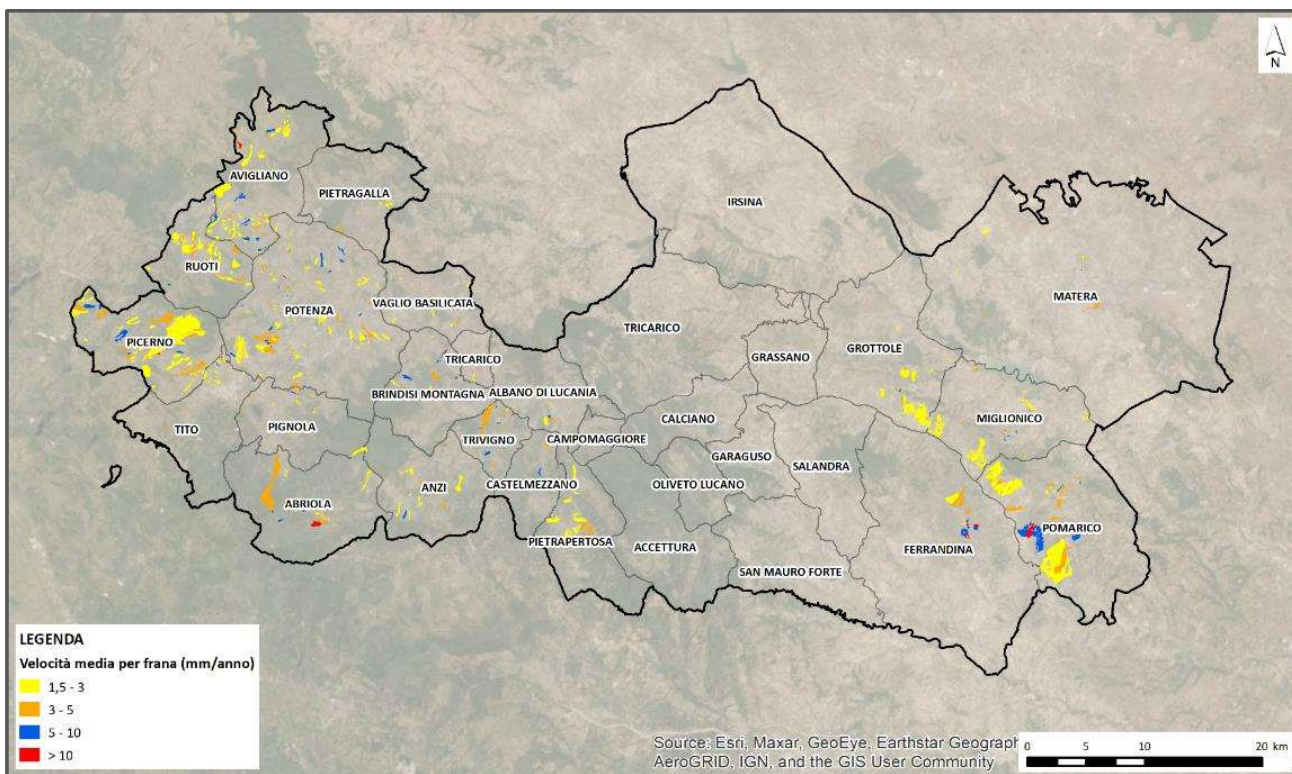 N
AVIGLIANO
PIETRAGALLA
IRSINA
RUOTI
MATERA
VAGLIO BASILICATA
POTENZA
TRICARICO
PICERNO
GROTTOLE
TRICARICO
GRASSANO
BRINDISI MONTAGNA
ALBANO DI LUCANIA
MIGLIONICO
CALCIANO
TITO
PIGNOLA
TRIVIGNO
CAMPOMAGGIORE
GARAGUSO
SALANDRA
ANZI
CASTELMEZZANO
OLIVETO LUCANO
ABRIOLA
POMARICO
PIETRAPERTOSA
ACCETTURA
FERRANDINA
SAN MAURO FORTE
LEGENDA
Velocità media per frana (mm/anno)
1,5 - 3
3 - 5
5 - 10
> 10
Source: Esri, Maxar, GeoEye, Earthstar Geograph
AeroGRID, IGN, and the GIS User Community
0 5 10 20 km